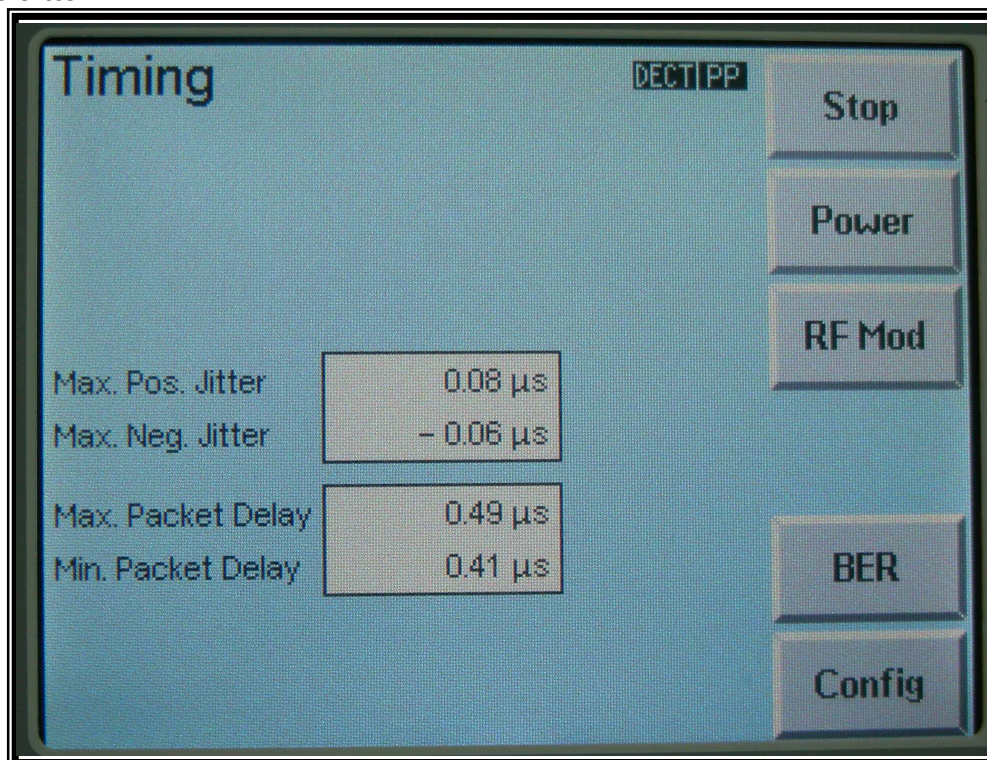 Timing
DECT PP
Stop
Power
RF Mod
Max. Pos. Jitter 0.08 µs
Max. Neg. Jitter – 0.06 µs
Max. Packet Delay 0.49 µs
Min. Packet Delay 0.41 µs
BER
Config